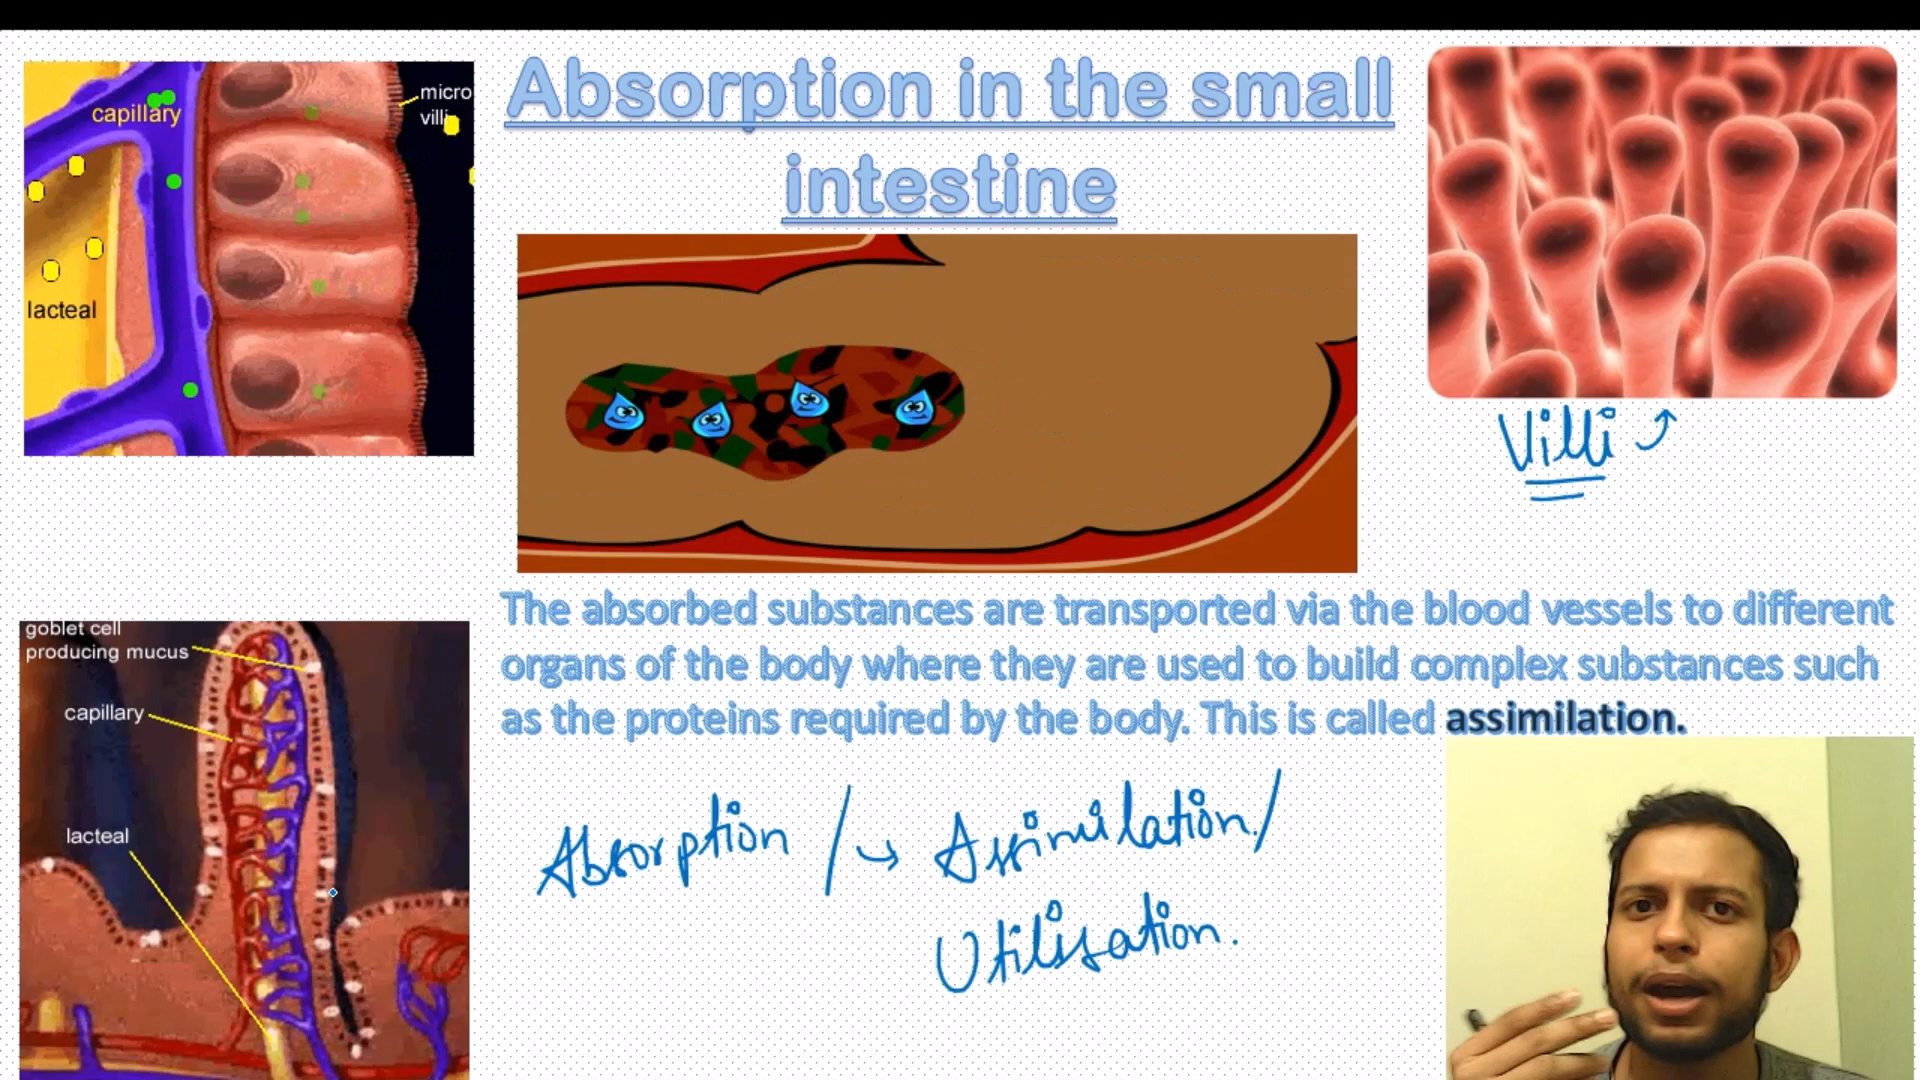 Absorption in the small
intestine
capillary
micro
villi
lacteal
Villi
The absorbed substances are transported via the blood vessels to different
organs of the body where they are used to build complex substances such
as the proteins required by the body. This is called assimilation.
goblet cell
producing mucus
capillary
lacteal
Absorption / → Assimilation./
Utilisation.